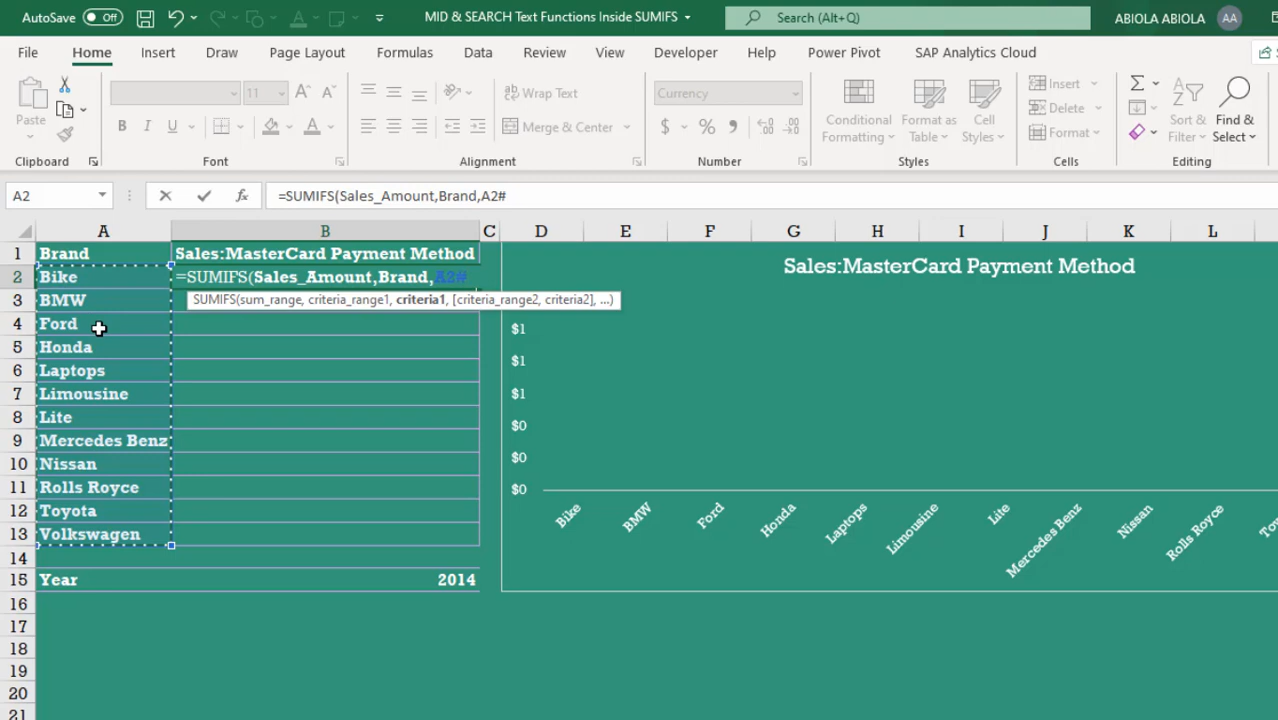 AutoSave Off
MID & SEARCH Text Functions Inside SUMIFS
Search (Alt+Q)
ABIOLA ABIOLA AA
File Home Insert Draw Page Layout Formulas Data Review View Developer Help Power Pivot SAP Analytics Cloud
Paste
Clipboard
11
B I U
Font
Wrap Text
Merge & Center
Alignment
Currency
$ % 9
Number
Conditional Formatting
Format as Table
Cell Styles
Styles
Insert
Delete
Format
Cells
Sort & Filter
Find & Select
Editing
A2
fx
=SUMIFS(Sales_Amount,Brand,A2#
A B C D E F G H I J K L
1 Brand Sales:MasterCard Payment Method
2 Bike =SUMIFS(Sales_Amount,Brand,A2#
SUMIFS(sum_range, criteria_range1, criteria1, [criteria_range2, criteria2], ...)
3 BMW
4 Ford
5 Honda
6 Laptops
7 Limousine
8 Lite
9 Mercedes Benz
10 Nissan
11 Rolls Royce
12 Toyota
13 Volkswagen
14
15 Year 2014
16
17
18
19
20
21
Sales:MasterCard Payment Method
$1
$1
$1
$0
$0
$0
Bike BMW Ford Honda Laptops Limousine Lite Mercedes Benz Nissan Rolls Royce